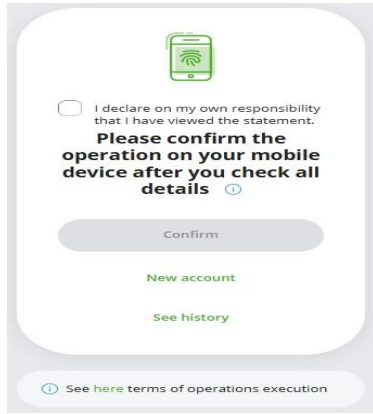 I declare on my own responsibility
that I have viewed the statement.
Please confirm the
operation on your mobile
device after you check all
details
Confirm
New account
See history
See here terms of operations execution